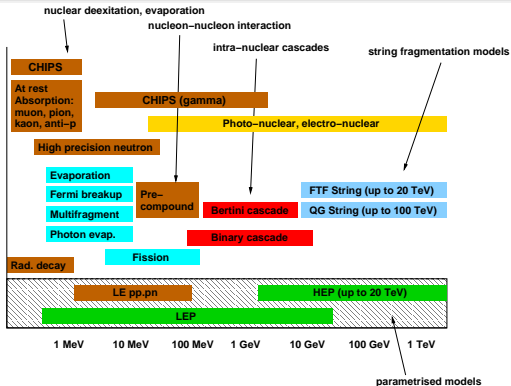 nuclear deexitation, evaporation
nucleon-nucleon interaction
intra-nuclear cascades
string fragmentation models
CHIPS
At rest
Absorption:
muon, pion,
kaon, anti-p
CHIPS (gamma)
Photo-nuclear, electro-nuclear
High precision neutron
Evaporation
Fermi breakup
Multifragment
Photon evap.
Pre-
compound
Bertini cascade
FTF String (up to 20 TeV)
QG String (up to 100 TeV)
Binary cascade
Fission
Rad. decay
LE pp.pn
HEP (up to 20 TeV)
LEP
1 MeV 10 MeV 100 MeV 1 GeV 10 GeV 100 GeV 1 TeV
parametrised models